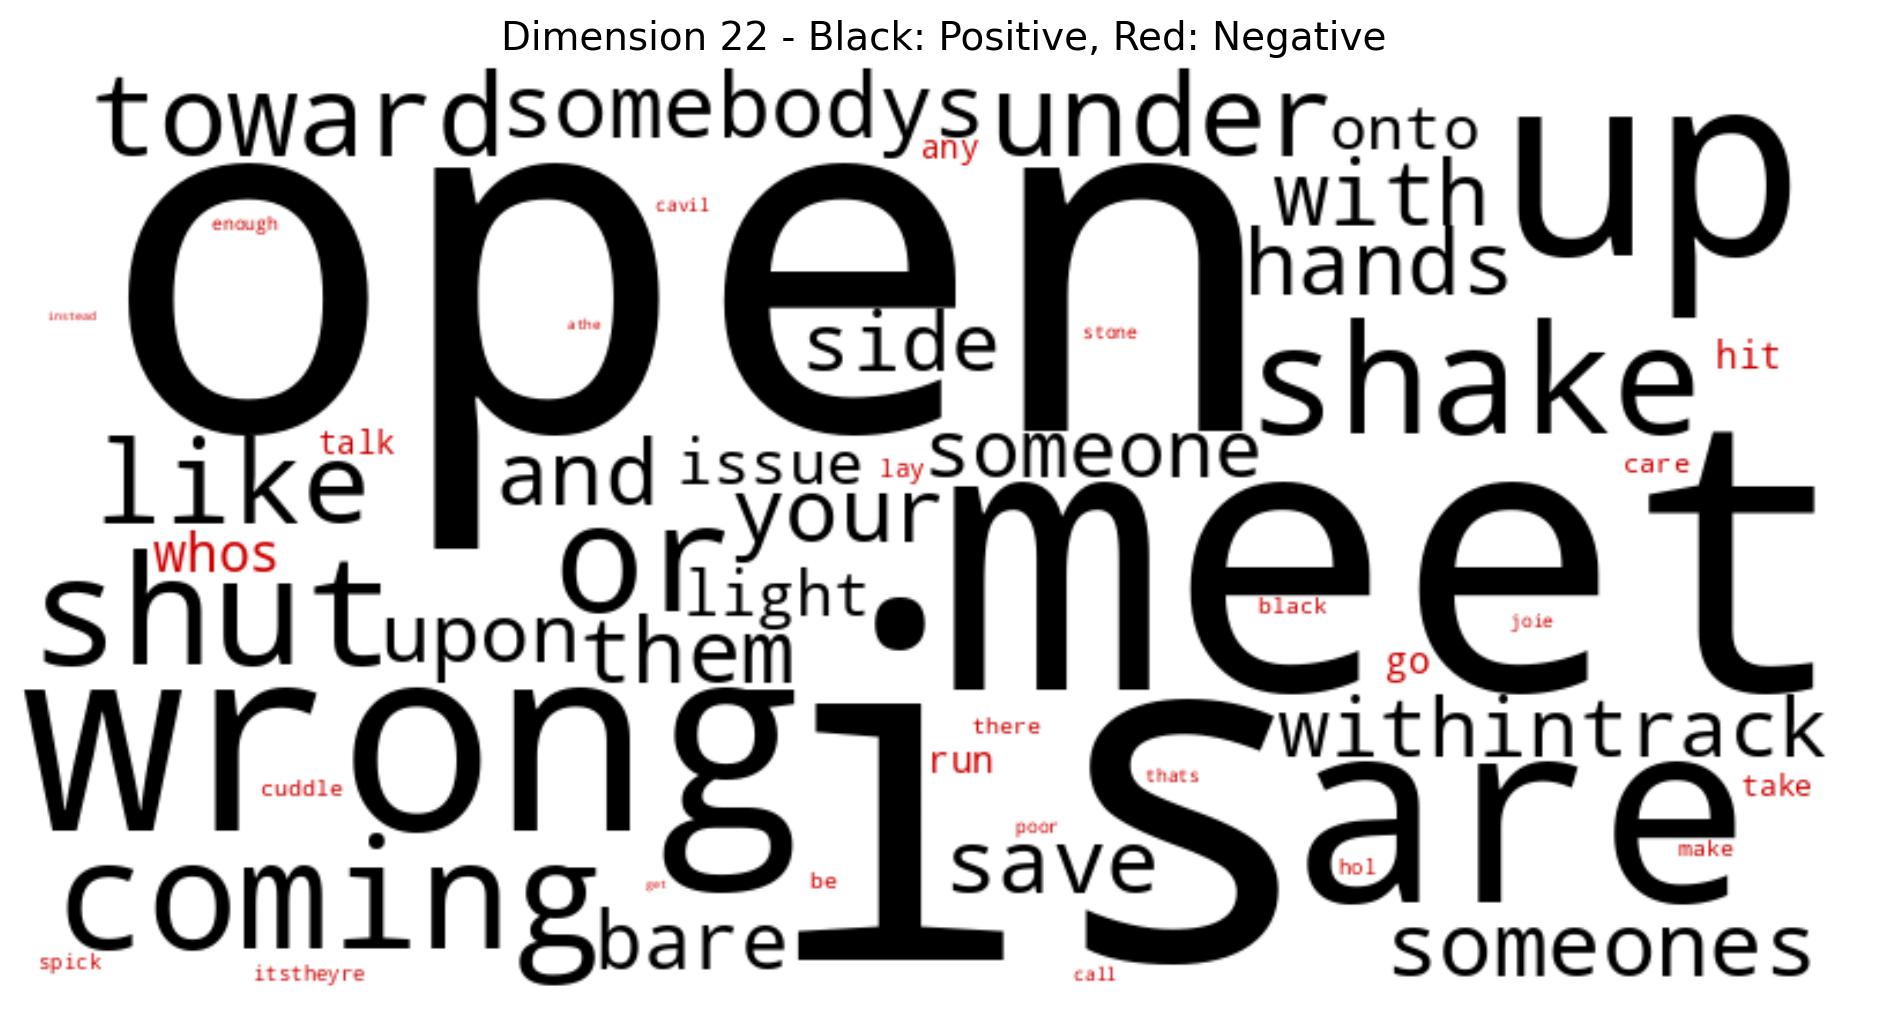 Dimension 22 - Black: Positive, Red: Negative
toward somebodys under onto up
any
with
enough cavil
open
hands
instead athe side stone shake hit
like talk and issue lay someone care
your meet
whos or
shut light black joie
upon them go
wrong is withintrack
there
run thats are take
cuddle
poor make
coming save hol
get be
bare someones
spick itstheyre call